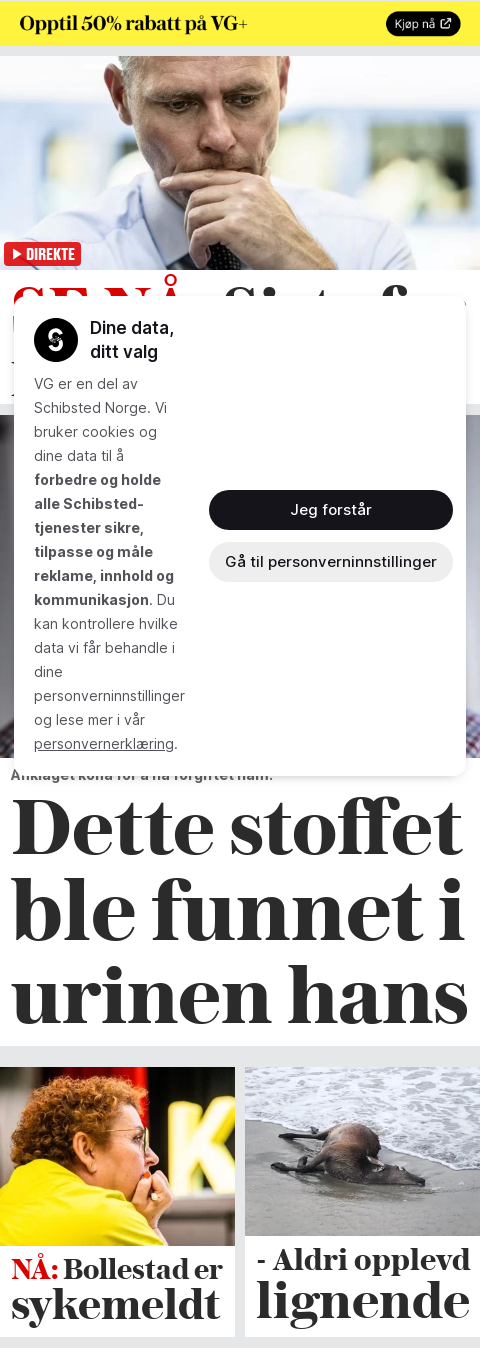 Opptil 50% rabatt på VG+
Kjøp nå
DIREKTE
SE NÅ:
Dine data,
ditt valg
VG er en del av
Schibsted Norge. Vi
bruker cookies og
dine data til å
forbedre og holde
alle Schibsted-
tjenester sikre,
tilpasse og måle
reklame, innhold og
kommunikasjon. Du
kan kontrollere hvilke
data vi får behandle i
dine
personverninnstillinger
og lese mer i vår
personvernerklæring.
Jeg forstår
Gå til personverninnstillinger
Anklaget kona for å ha forgiftet ham:
Dette stoffet
ble funnet i
urinen hans
NÅ: Bollestad er
sykemeldt
- Aldri opplevd
lignende